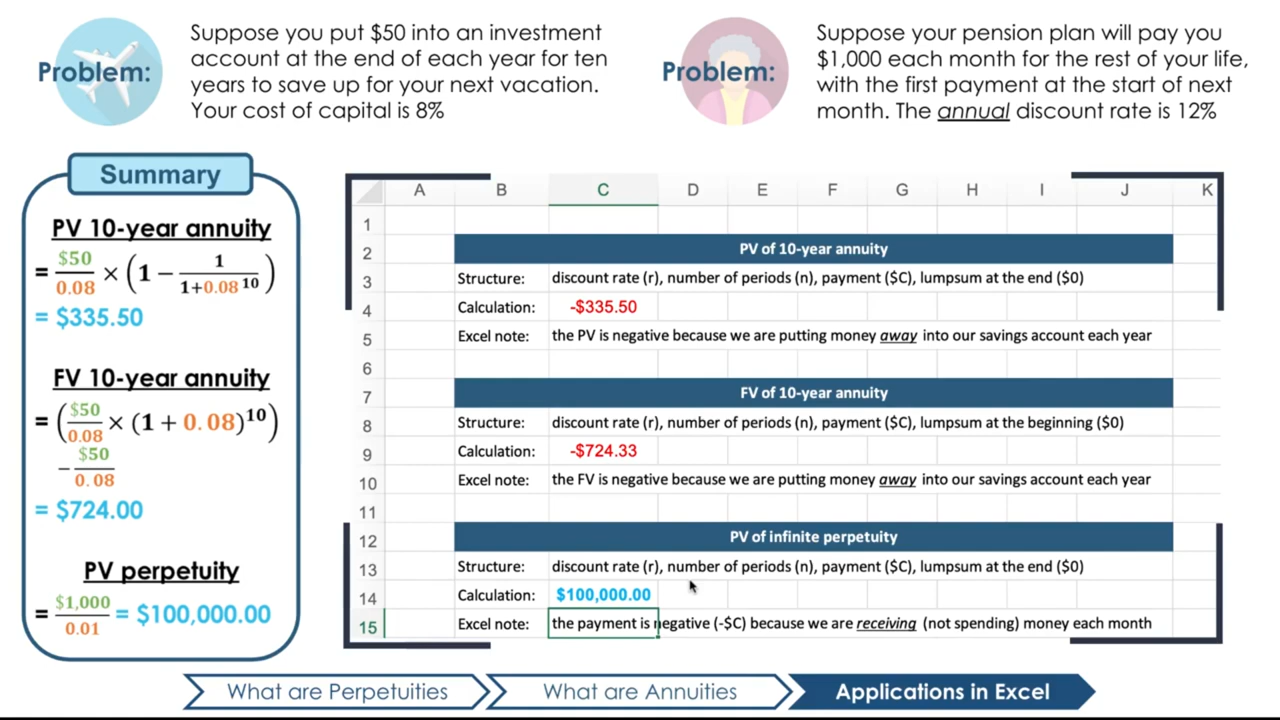 Problem:
Suppose you put $50 into an investment
account at the end of each year for ten
years to save up for your next vacation.
Your cost of capital is 8%
Problem:
Suppose your pension plan will pay you
$1,000 each month for the rest of your life,
with the first payment at the start of next
month. The annual discount rate is 12%
Summary
PV 10-year annuity
= $50/0.08 × (1 − 1/1+0.08¹⁰)
= $335.50
FV 10-year annuity
= ($50/0.08 × (1 + 0.08)¹⁰)
− $50/0.08
= $724.00
PV perpetuity
= $1,000/0.01 = $100,000.00
A B C D E F G H I J K
1
2 PV of 10-year annuity
3 Structure: discount rate (r), number of periods (n), payment ($C), lumpsum at the end ($0)
4 Calculation: -$335.50
5 Excel note: the PV is negative because we are putting money away into our savings account each year
6
7 FV of 10-year annuity
8 Structure: discount rate (r), number of periods (n), payment ($C), lumpsum at the beginning ($0)
9 Calculation: -$724.33
10 Excel note: the FV is negative because we are putting money away into our savings account each year
11
12 PV of infinite perpetuity
13 Structure: discount rate (r), number of periods (n), payment ($C), lumpsum at the end ($0)
14 Calculation: $100,000.00
15 Excel note: the payment is negative (-$C) because we are receiving (not spending) money each month
What are Perpetuities What are Annuities Applications in Excel